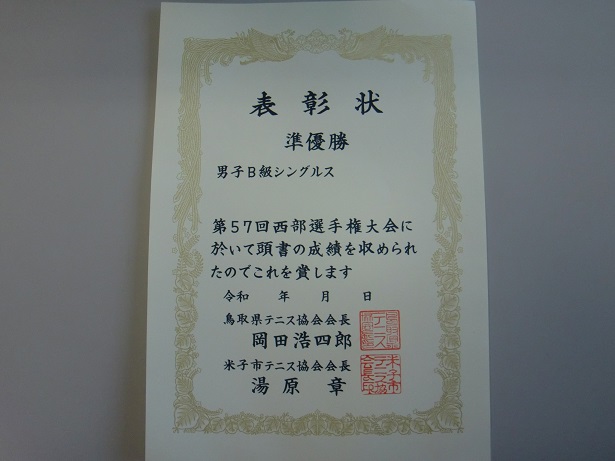 表彰状
準優勝
男子B級シングルス
第57回西部選手権大会に
於いて頭書の成績を収められ
たのでこれを賞します
令和　年　月　日
鳥取県テニス協会会長
岡田浩四郎
米子市テニス協会会長
湯原　章